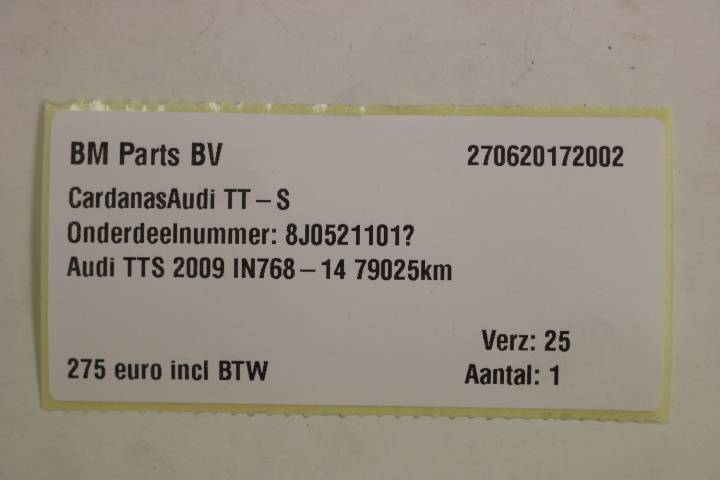 BM Parts BV 270620172002
CardanasAudi TT – S
Onderdeelnummer: 8J0521101?
Audi TTS 2009 IN768 – 14 79025km
Verz: 25
275 euro incl BTW Aantal: 1